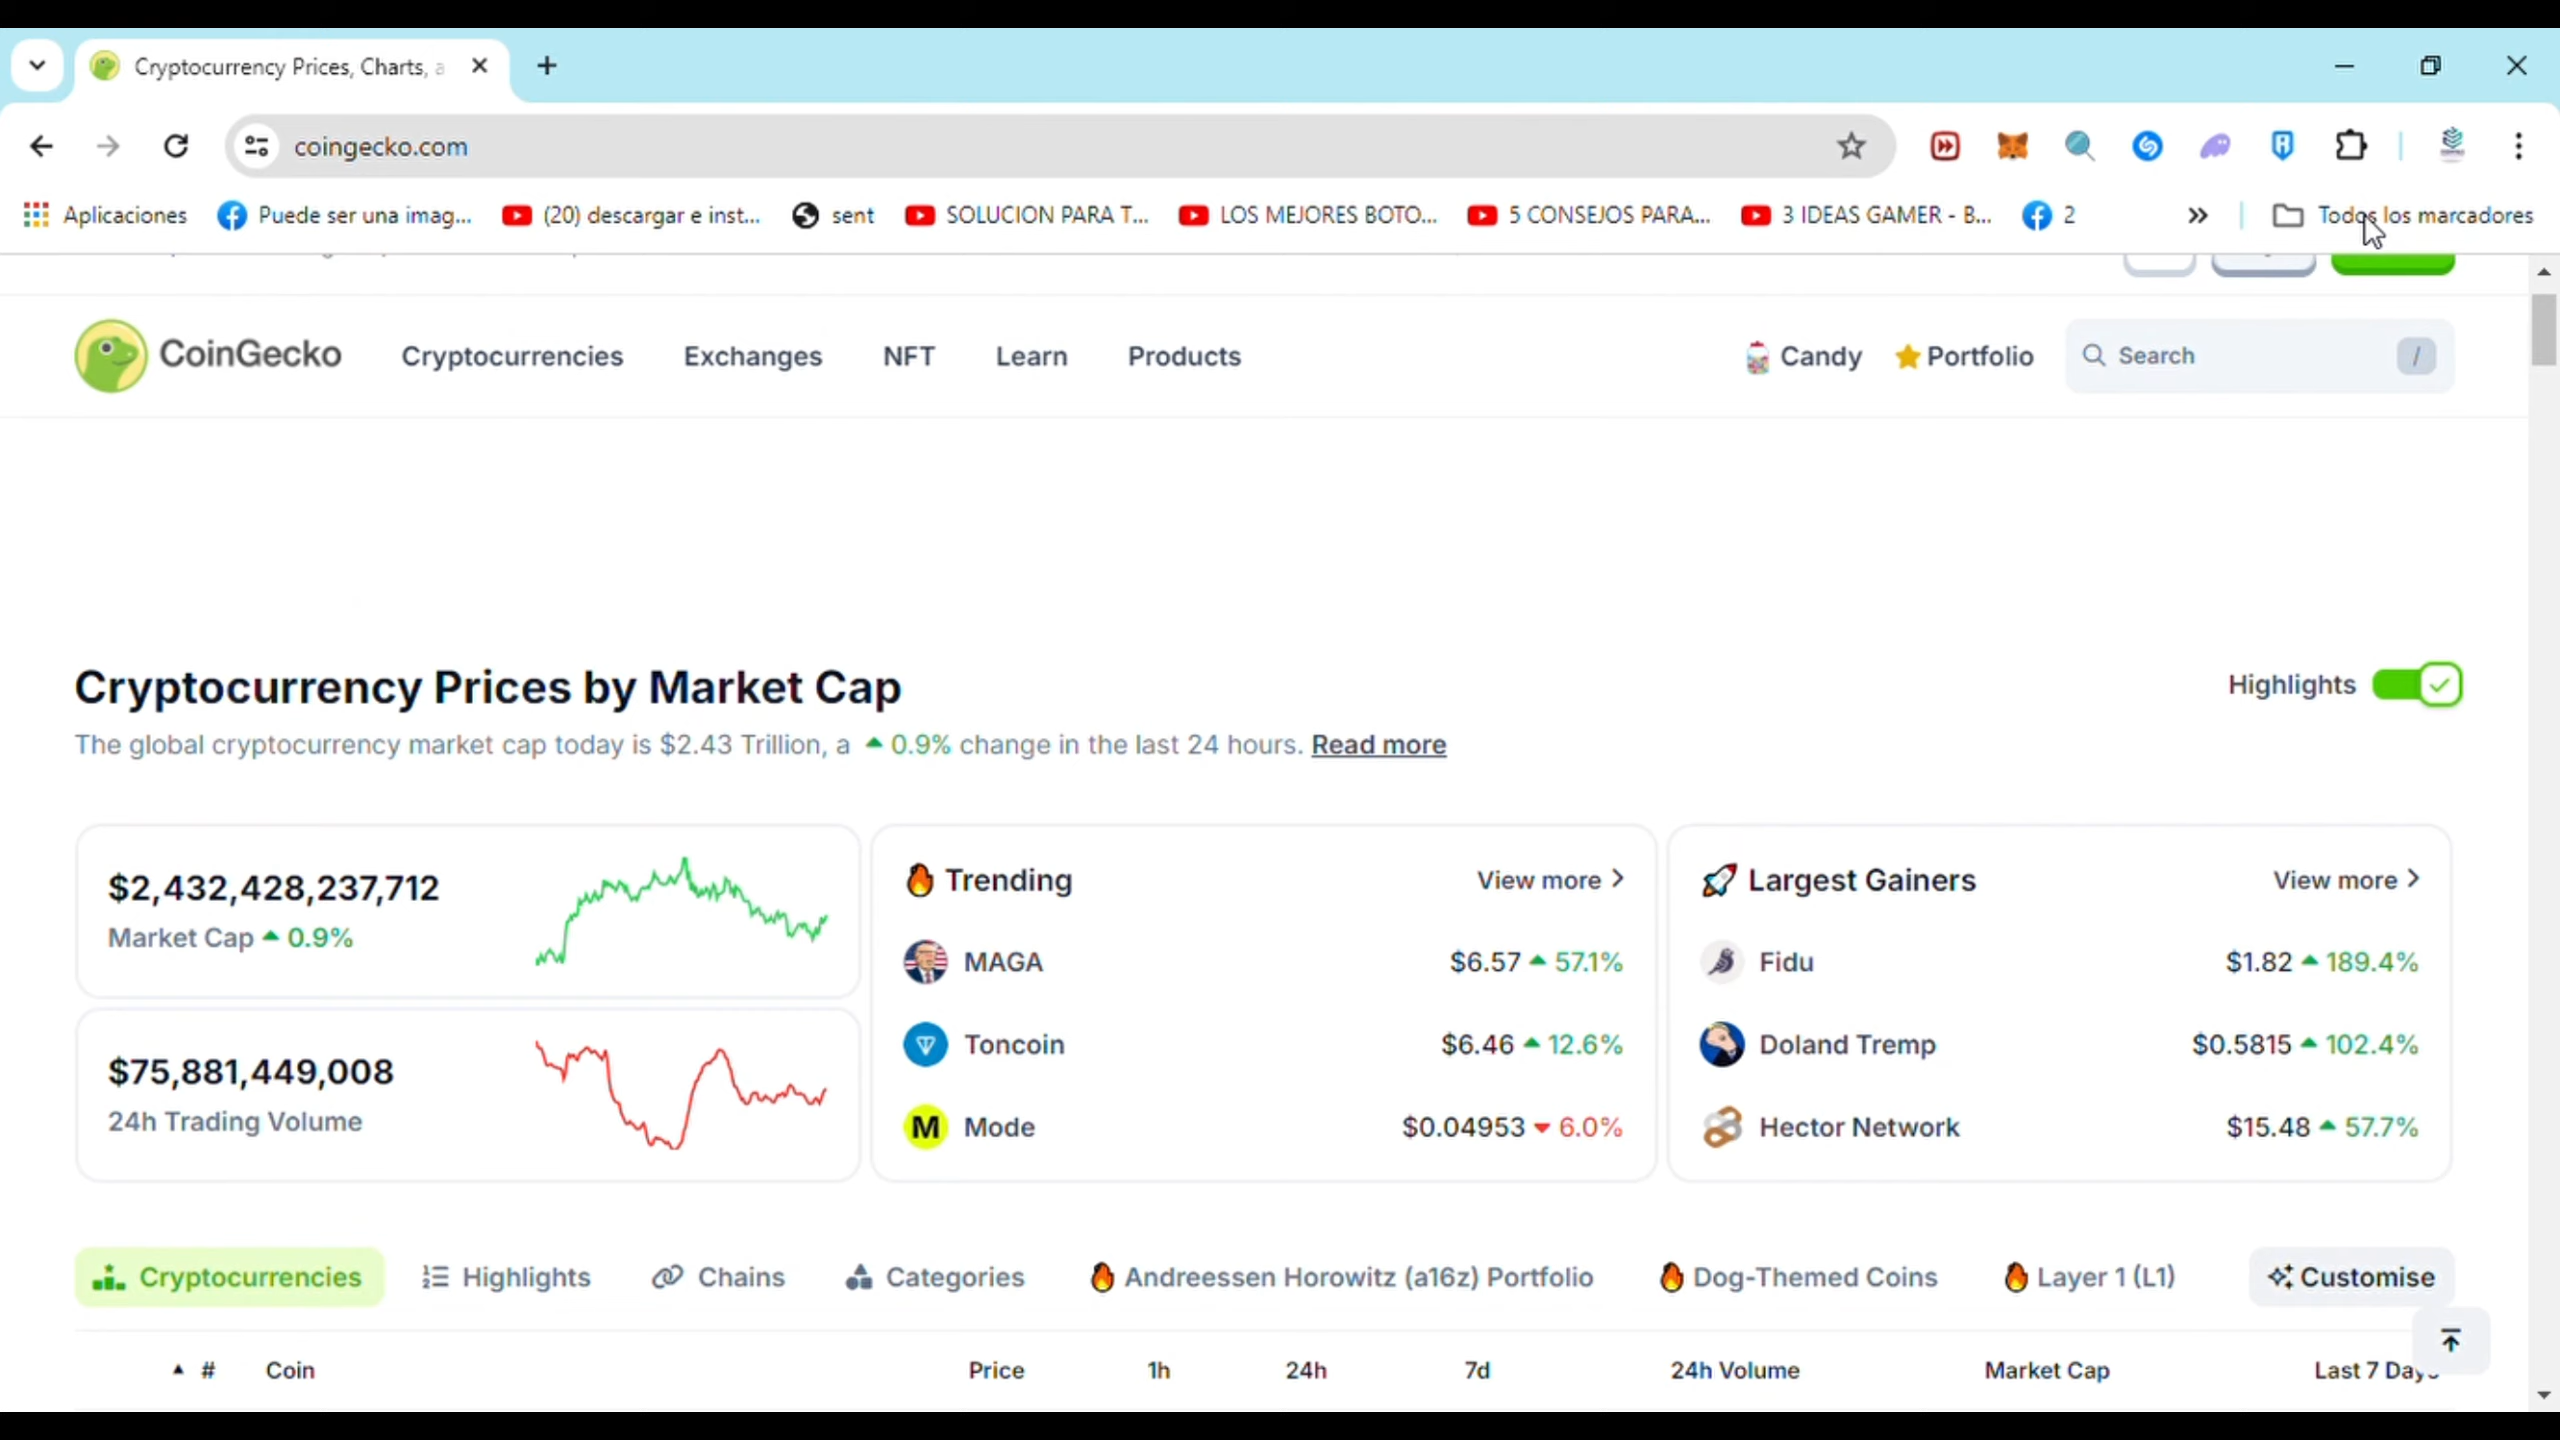 Cryptocurrency Prices, Charts, a
coingecko.com
Aplicaciones
Puede ser una imag...
(20) descargar e inst...
sent
SOLUCION PARA T...
LOS MEJORES BOTO...
5 CONSEJOS PARA...
3 IDEAS GAMER - B...
2
Todos los marcadores
CoinGecko
Cryptocurrencies
Exchanges
NFT
Learn
Products
Candy
Portfolio
Search
/
Cryptocurrency Prices by Market Cap
Highlights
The global cryptocurrency market cap today is $2.43 Trillion, a 0.9% change in the last 24 hours. Read more
$2,432,428,237,712
Market Cap 0.9%
$75,881,449,008
24h Trading Volume
Trending
View more
MAGA $6.57 57.1%
Toncoin $6.46 12.6%
M Mode $0.04953 6.0%
Largest Gainers
View more
Fidu $1.82 189.4%
Doland Tremp $0.5815 102.4%
Hector Network $15.48 57.7%
Cryptocurrencies
Highlights
Chains
Categories
Andreessen Horowitz (a16z) Portfolio
Dog-Themed Coins
Layer 1 (L1)
Customise
# Coin Price 1h 24h 7d 24h Volume Market Cap Last 7 Days